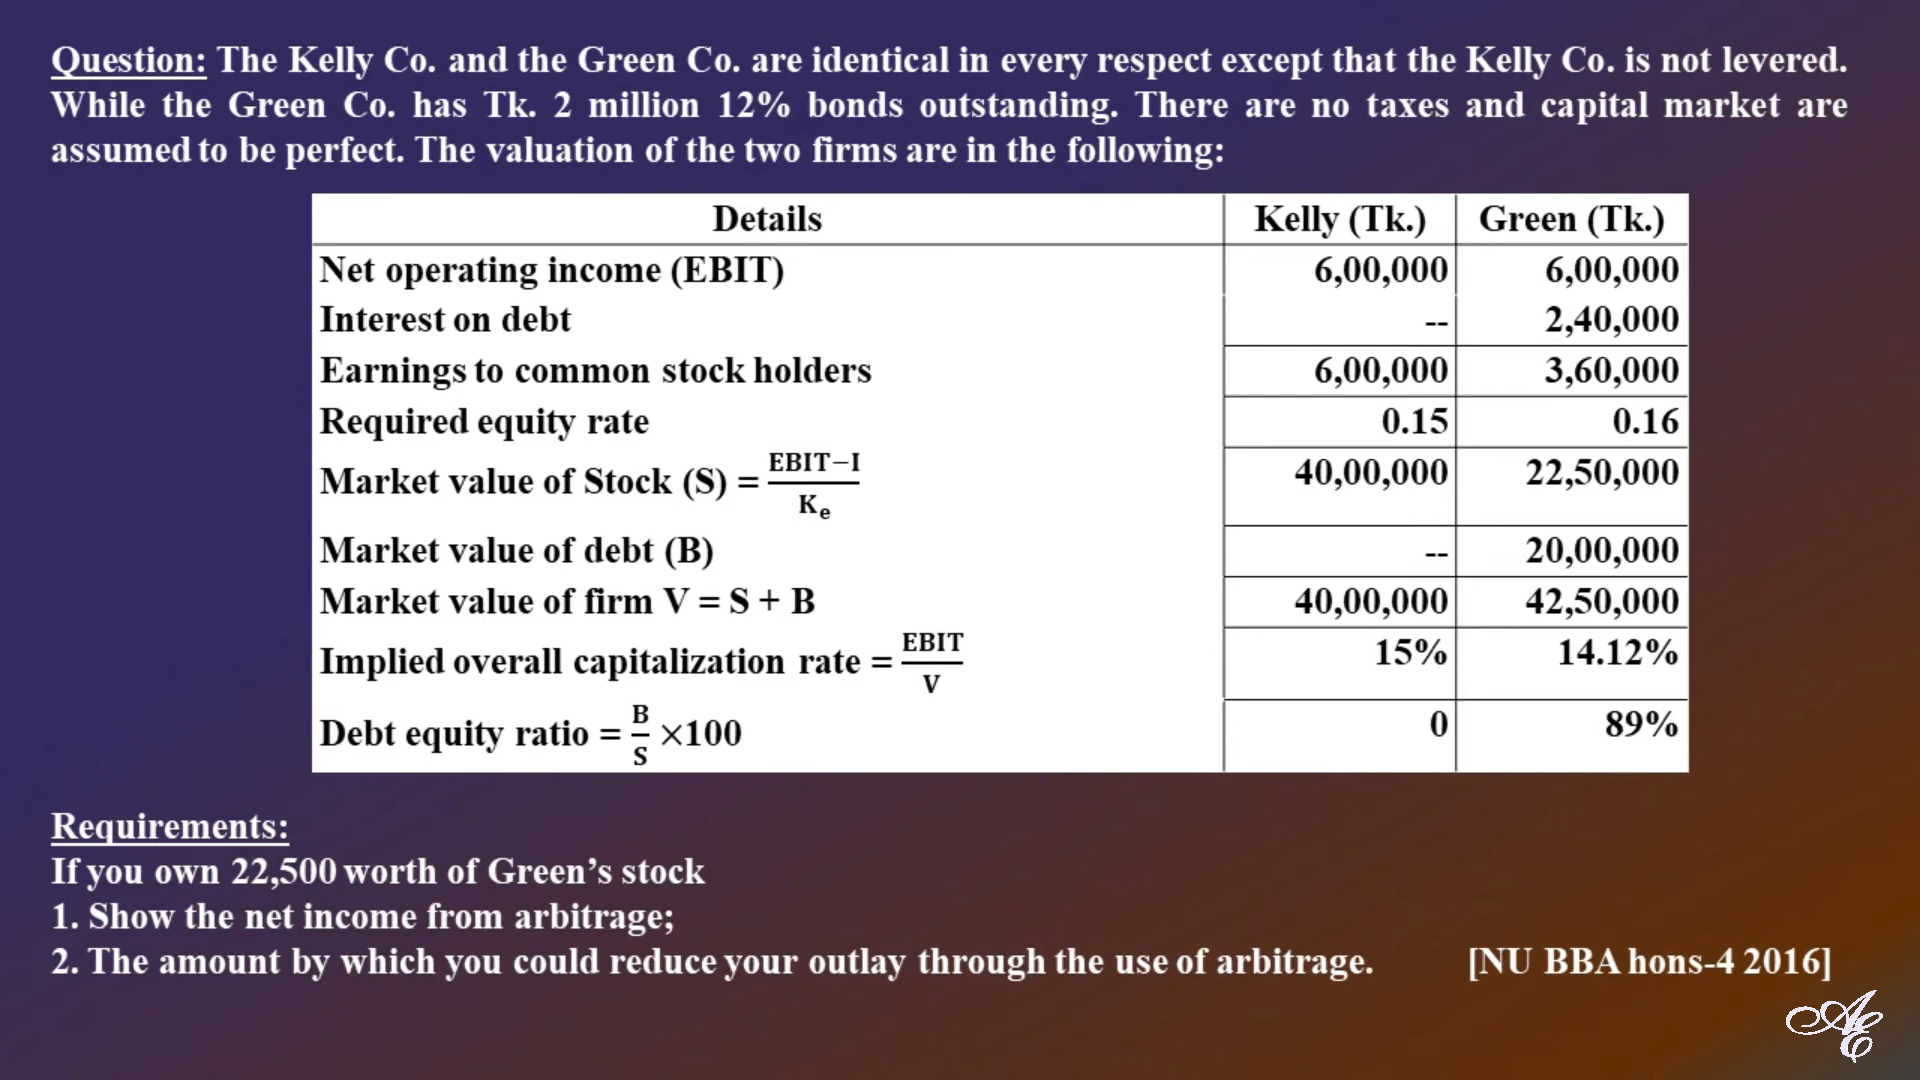 Question: The Kelly Co. and the Green Co. are identical in every respect except that the Kelly Co. is not levered.
While the Green Co. has Tk. 2 million 12% bonds outstanding. There are no taxes and capital market are
assumed to be perfect. The valuation of the two firms are in the following:
Details Kelly (Tk.) Green (Tk.)
Net operating income (EBIT) 6,00,000 6,00,000
Interest on debt -- 2,40,000
Earnings to common stock holders 6,00,000 3,60,000
Required equity rate 0.15 0.16
Market value of Stock (S) = EBIT−I / Ke 40,00,000 22,50,000
Market value of debt (B) -- 20,00,000
Market value of firm V = S + B 40,00,000 42,50,000
Implied overall capitalization rate = EBIT / V 15% 14.12%
Debt equity ratio = B / S ×100 0 89%
Requirements:
If you own 22,500 worth of Green's stock
1. Show the net income from arbitrage;
2. The amount by which you could reduce your outlay through the use of arbitrage. [NU BBA hons-4 2016]
AE